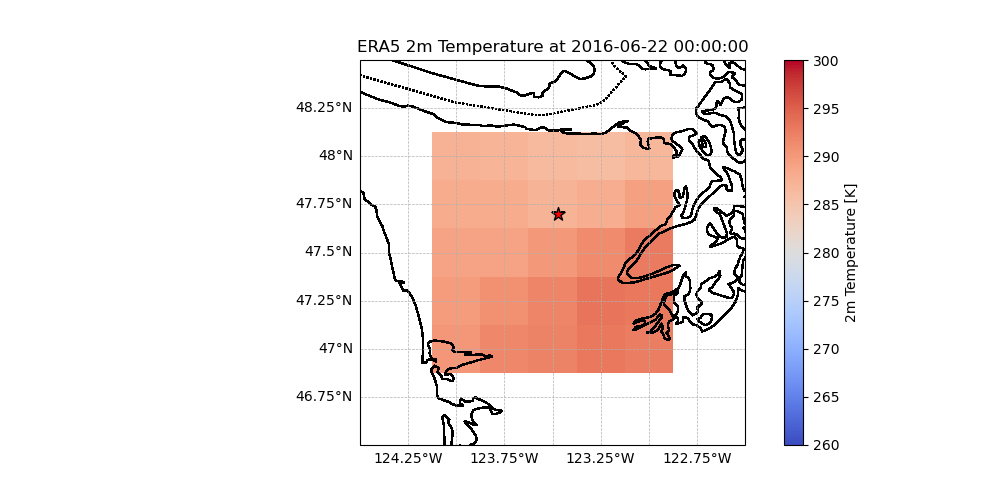 ERA5 2m Temperature at 2016-06-22 00:00:00
48.25°N
48°N
47.75°N
47.5°N
47.25°N
47°N
46.75°N
124.25°W
123.75°W
123.25°W
122.75°W
300
295
290
285
280
275
270
265
260
2m Temperature [K]